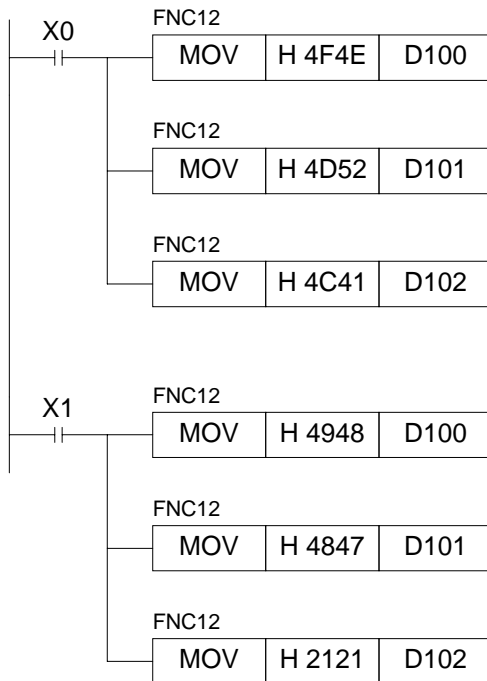 FNC12
X0
MOV H 4F4E D100
FNC12
MOV H 4D52 D101
FNC12
MOV H 4C41 D102
FNC12
X1
MOV H 4948 D100
FNC12
MOV H 4847 D101
FNC12
MOV H 2121 D102